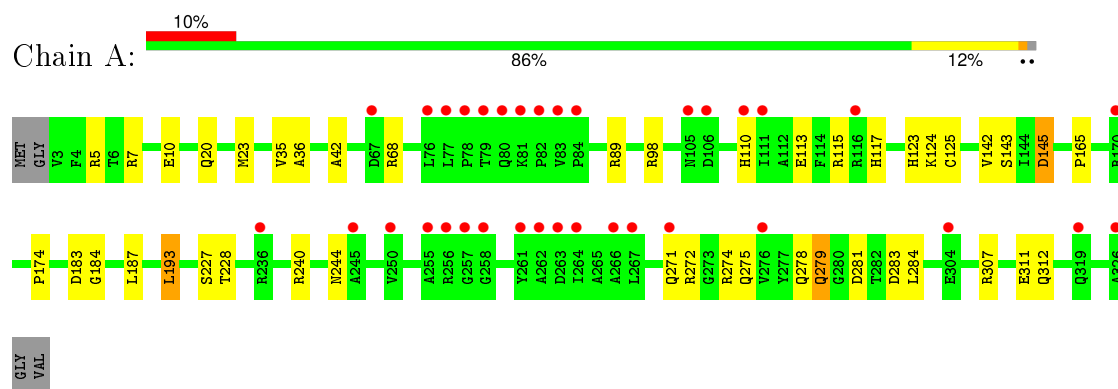 10%
Chain A:
86% 12% ••
MET GLY V3 F4 R5 T6 R7 E10 Q20 M23 V35 A36 A42 D67 R68 L76 L77 P78 T79 Q80 K81 P82 V83 P84 R89 R98 N105 D106 H110 I111 A112 E113 F114 R115 R116 H117 H123 K124 C125 V142 S143 I144 D145 P165
P174 D183 G184 L187 L193 S227 T228 R236 R240 N244 A245 V250 A255 R256 G257 G258 Y261 A262 D263 I264 A265 A266 L267 Q271 R272 G273 R274 Q275 V276 Y277 Q278 Q279 G280 D281 T282 D283 L284 E304 R307 E311 Q312 Q319 A326
GLY VAL